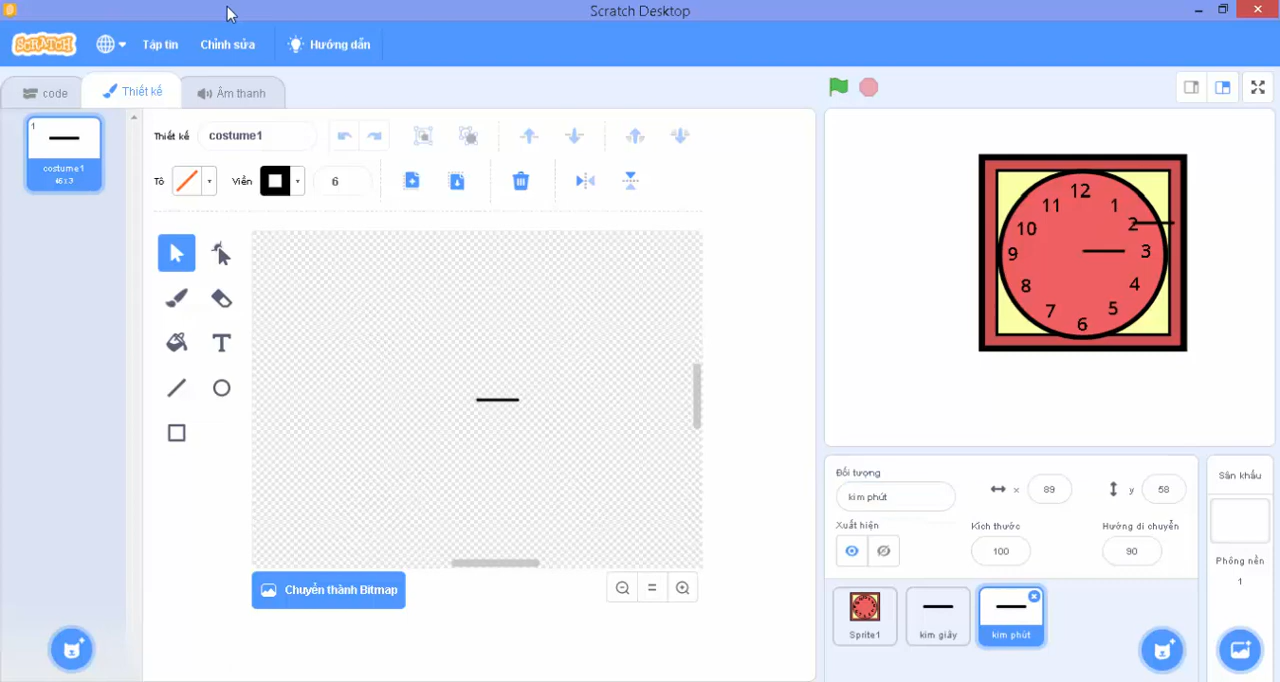 Scratch Desktop
SCRATCH
Tập tin
Chỉnh sửa
Hướng dẫn
code
Thiết kế
Âm thanh
1
costume1
46 x 3
Thiết kế
costume1
Tô
Viền
6
Chuyển thành Bitmap
12
11
1
10
2
9
3
8
4
7
5
6
Đối tượng
kim phút
x
89
y
58
Xuất hiện
Kích thước
Hướng di chuyển
100
90
Sprite1
kim giây
kim phút
Sân khấu
Phông nền
1